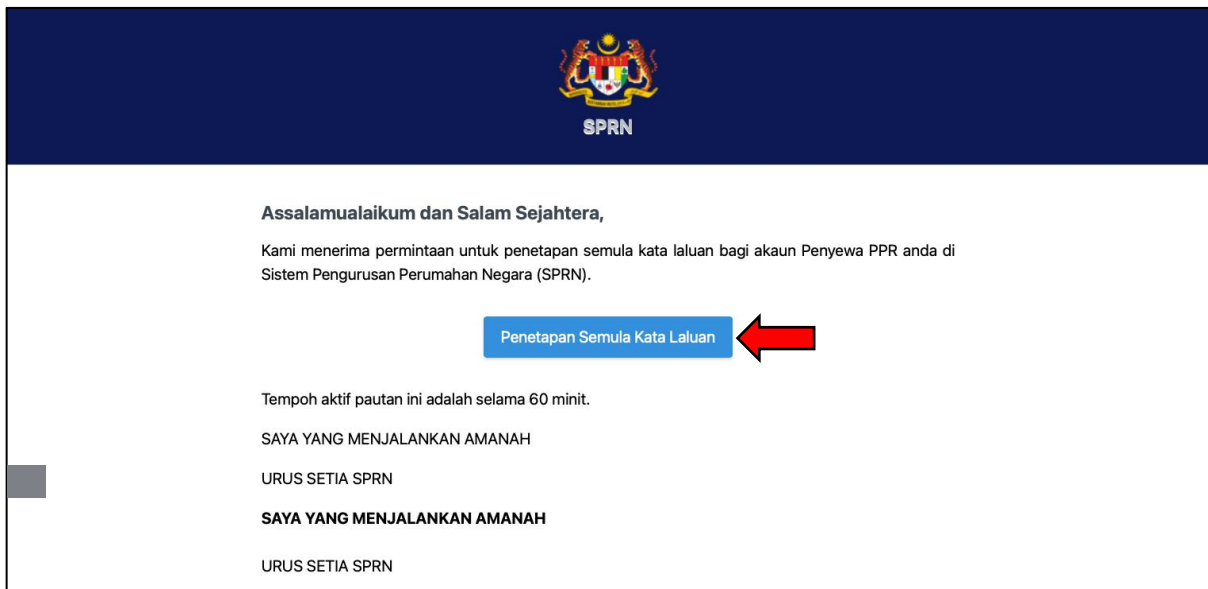 SPRN
Assalamualaikum dan Salam Sejahtera,
Kami menerima permintaan untuk penetapan semula kata laluan bagi akaun Penyewa PPR anda di
Sistem Pengurusan Perumahan Negara (SPRN).
Penetapan Semula Kata Laluan
Tempoh aktif pautan ini adalah selama 60 minit.
SAYA YANG MENJALANKAN AMANAH
URUS SETIA SPRN
SAYA YANG MENJALANKAN AMANAH
URUS SETIA SPRN